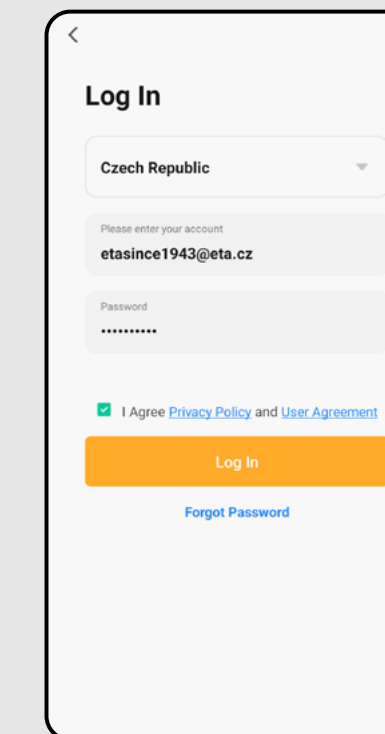 Log In
Czech Republic
Please enter your account
etasince1943@eta.cz
Password
••••••••••
I Agree Privacy Policy and User Agreement
Log In
Forgot Password